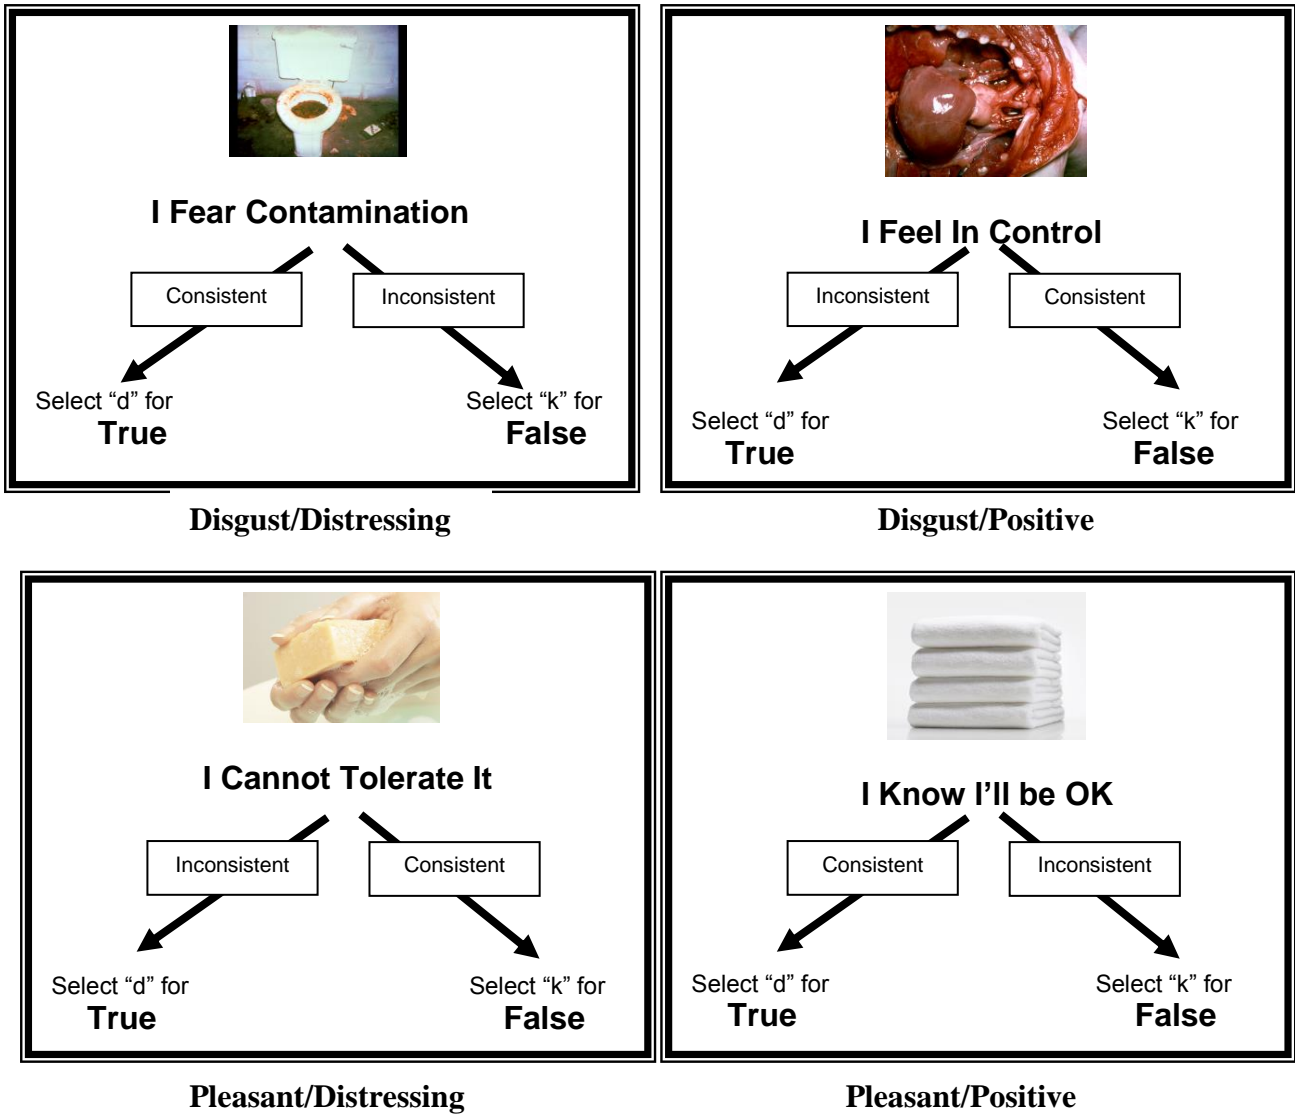 I Fear Contamination
Consistent
Inconsistent
Select “d” for
True
Select “k” for
False
Disgust/Distressing
I Feel In Control
Inconsistent
Consistent
Select “d” for
True
Select “k” for
False
Disgust/Positive
I Cannot Tolerate It
Inconsistent
Consistent
Select “d” for
True
Select “k” for
False
Pleasant/Distressing
I Know I’ll be OK
Consistent
Inconsistent
Select “d” for
True
Select “k” for
False
Pleasant/Positive